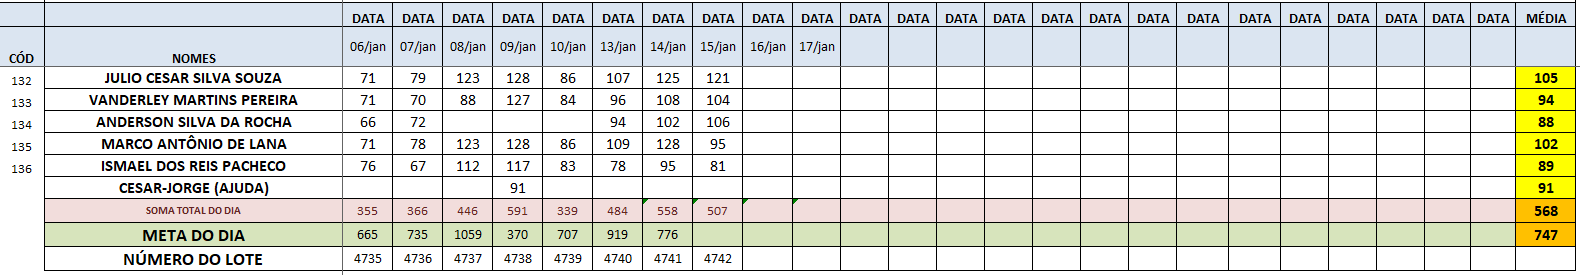 DATA DATA DATA DATA DATA DATA DATA DATA DATA DATA DATA DATA DATA DATA DATA DATA DATA DATA DATA DATA DATA DATA DATA DATA MÉDIA
CÓD NOMES 06/jan 07/jan 08/jan 09/jan 10/jan 13/jan 14/jan 15/jan 16/jan 17/jan
132 JULIO CESAR SILVA SOUZA 71 79 123 128 86 107 125 121 105
133 VANDERLEY MARTINS PEREIRA 71 70 88 127 84 96 108 104 94
134 ANDERSON SILVA DA ROCHA 66 72 94 102 106 88
135 MARCO ANTÔNIO DE LANA 71 78 123 128 86 109 128 95 102
136 ISMAEL DOS REIS PACHECO 76 67 112 117 83 78 95 81 89
CESAR-JORGE (AJUDA) 91 91
SOMA TOTAL DO DIA 355 366 446 591 339 484 558 507 568
META DO DIA 665 735 1059 370 707 919 776 747
NÚMERO DO LOTE 4735 4736 4737 4738 4739 4740 4741 4742